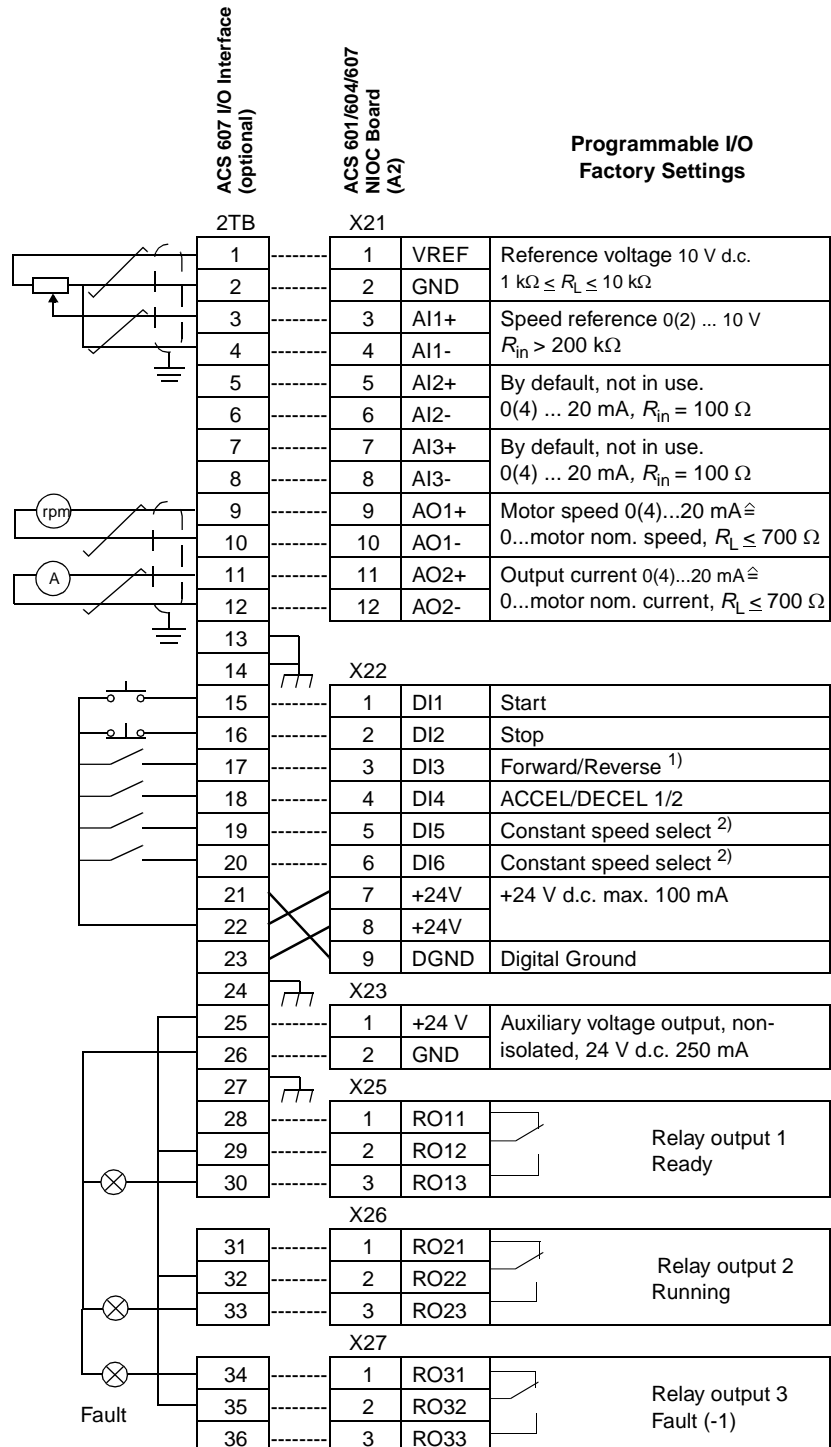 ACS 607 I/O Interface
(optional)
ACS 601/604/607
NIOC Board
(A2)
Programmable I/O
Factory Settings
2TB X21
1 1 VREF Reference voltage 10 V d.c.
2 2 GND 1 kΩ ≤ RL ≤ 10 kΩ
3 3 AI1+ Speed reference 0(2) ... 10 V
4 4 AI1- Rin > 200 kΩ
5 5 AI2+ By default, not in use.
6 6 AI2- 0(4) ... 20 mA, Rin = 100 Ω
7 7 AI3+ By default, not in use.
8 8 AI3- 0(4) ... 20 mA, Rin = 100 Ω
rpm 9 9 AO1+ Motor speed 0(4)...20 mA ≙
10 10 AO1- 0...motor nom. speed, RL ≤ 700 Ω
A 11 11 AO2+ Output current 0(4)...20 mA ≙
12 12 AO2- 0...motor nom. current, RL ≤ 700 Ω
13
14 X22
15 1 DI1 Start
16 2 DI2 Stop
17 3 DI3 Forward/Reverse 1)
18 4 DI4 ACCEL/DECEL 1/2
19 5 DI5 Constant speed select 2)
20 6 DI6 Constant speed select 2)
21 7 +24V +24 V d.c. max. 100 mA
22 8 +24V
23 9 DGND Digital Ground
24 X23
25 1 +24 V Auxiliary voltage output, non-
26 2 GND isolated, 24 V d.c. 250 mA
27 X25
28 1 RO11
29 2 RO12 Relay output 1
30 3 RO13 Ready
X26
31 1 RO21
32 2 RO22 Relay output 2
33 3 RO23 Running
X27
34 1 RO31
Fault 35 2 RO32 Relay output 3
36 3 RO33 Fault (-1)